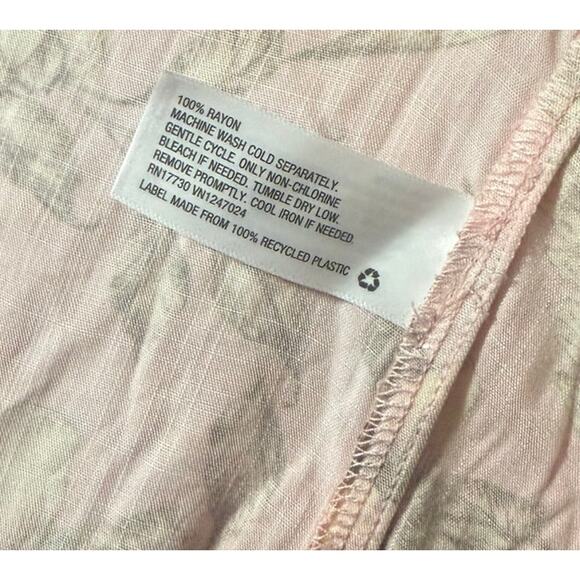 100% RAYON
MACHINE WASH COLD SEPARATELY.
GENTLE CYCLE. ONLY NON-CHLORINE
BLEACH IF NEEDED. TUMBLE DRY LOW.
REMOVE PROMPTLY. COOL IRON IF NEEDED.
RN17730 VN1247024
LABEL MADE FROM 100% RECYCLED PLASTIC